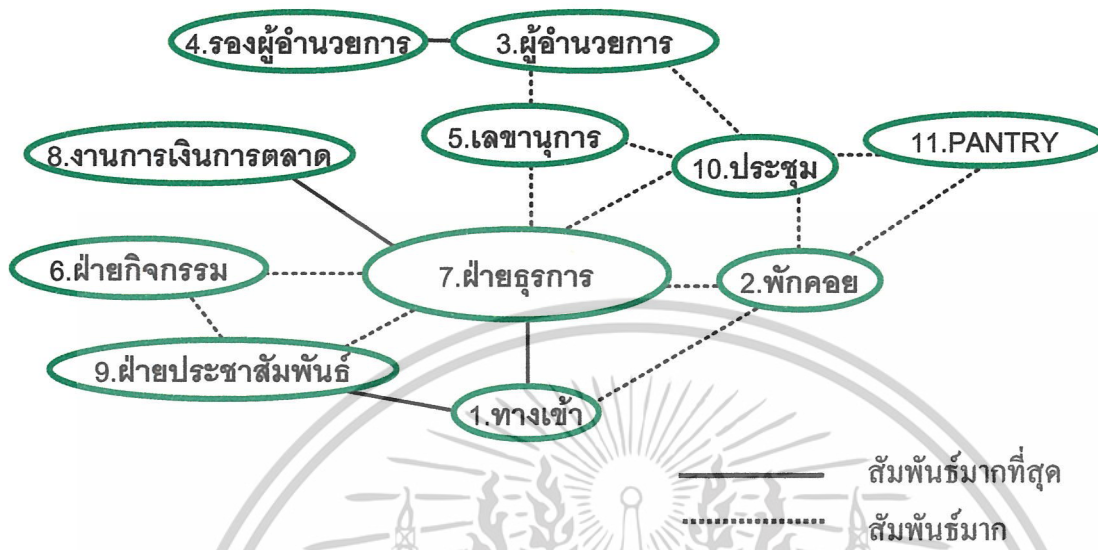 4.รองผู้อำนวยการ
3.ผู้อำนวยการ
5.เลขานุการ
11.PANTRY
8.งานการเงินการตลาด
10.ประชุม
6.ฝ่ายกิจกรรม
7.ฝ่ายธุรการ
2.พักคอย
9.ฝ่ายประชาสัมพันธ์
1.ทางเข้า
สัมพันธ์มากที่สุด
สัมพันธ์มาก